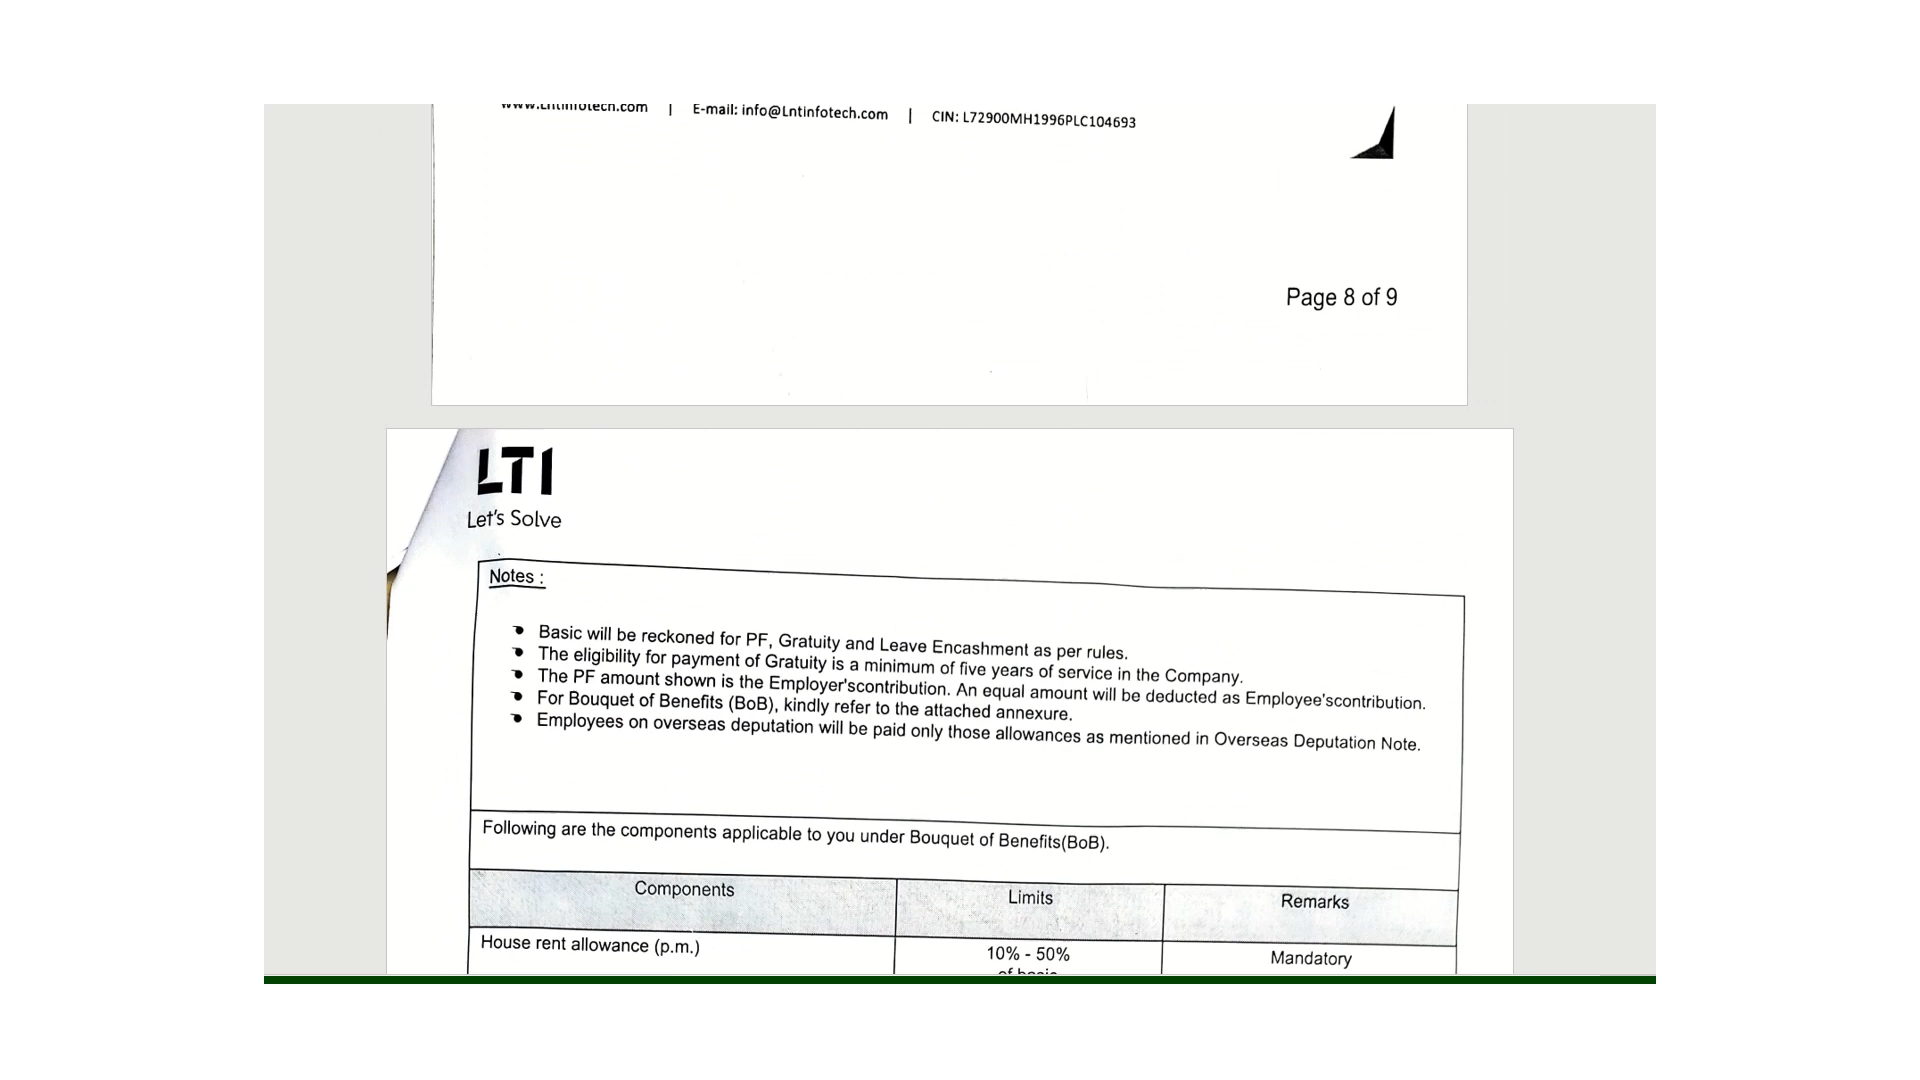 www.Lntinfotech.com | E-mail: info@Lntinfotech.com | CIN: L72900MH1996PLC104693
Page 8 of 9
LTI
Let's Solve
Notes :
Basic will be reckoned for PF, Gratuity and Leave Encashment as per rules.
The eligibility for payment of Gratuity is a minimum of five years of service in the Company.
The PF amount shown is the Employer'scontribution. An equal amount will be deducted as Employee'scontribution.
For Bouquet of Benefits (BoB), kindly refer to the attached annexure.
Employees on overseas deputation will be paid only those allowances as mentioned in Overseas Deputation Note.
Following are the components applicable to you under Bouquet of Benefits(BoB).
Components Limits Remarks
House rent allowance (p.m.) 10% - 50% Mandatory
of basic